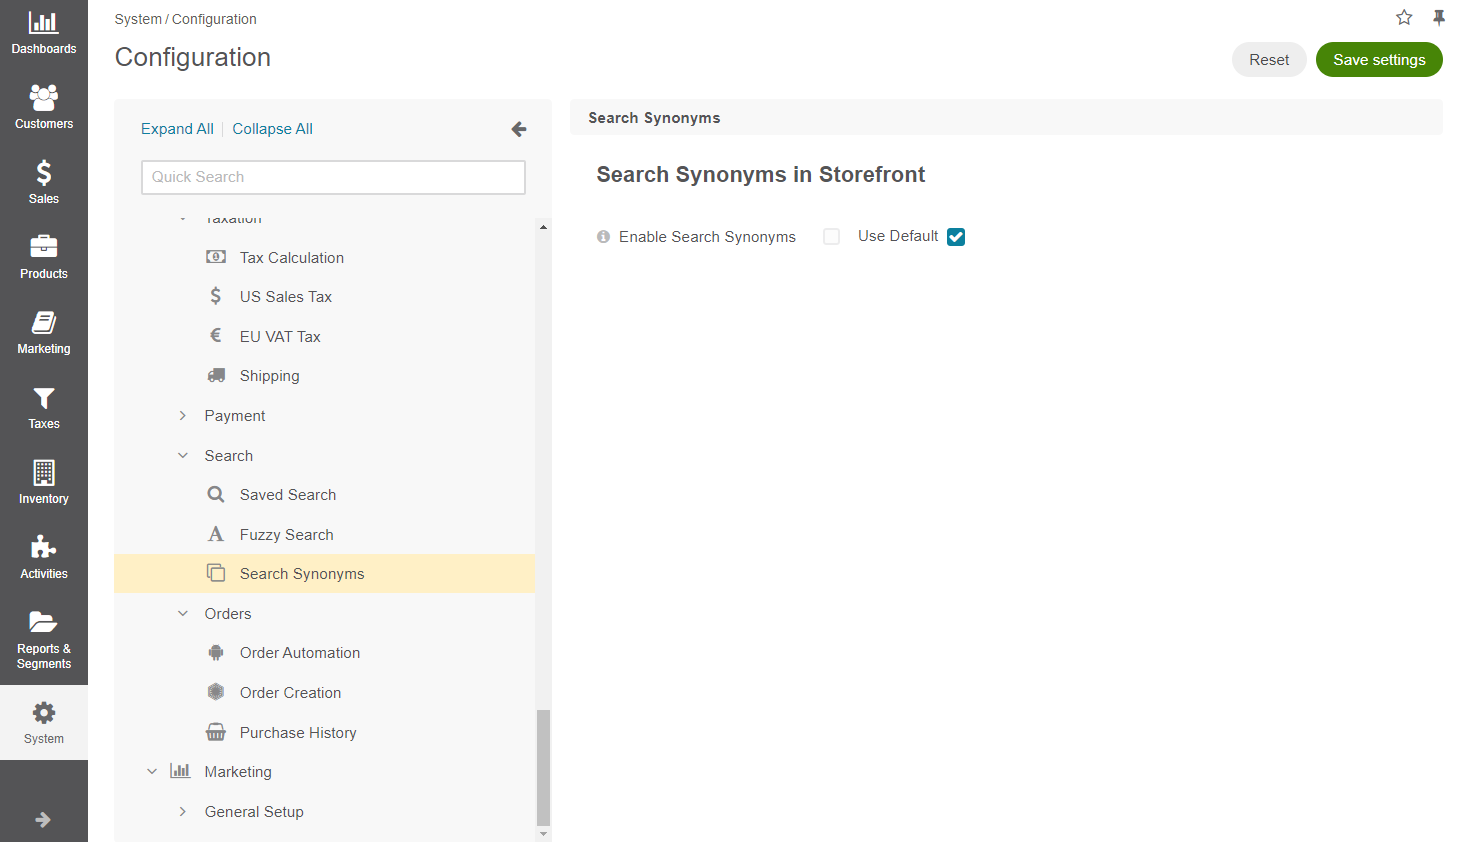 Dashboards
Customers
Sales
Products
Marketing
Taxes
Inventory
Activities
Reports &
Segments
System
System / Configuration
Configuration
Reset
Save settings
Expand All
Collapse All
Quick Search
Taxation
Tax Calculation
US Sales Tax
EU VAT Tax
Shipping
Payment
Search
Saved Search
Fuzzy Search
Search Synonyms
Orders
Order Automation
Order Creation
Purchase History
Marketing
General Setup
Search Synonyms
Search Synonyms in Storefront
Enable Search Synonyms
Use Default